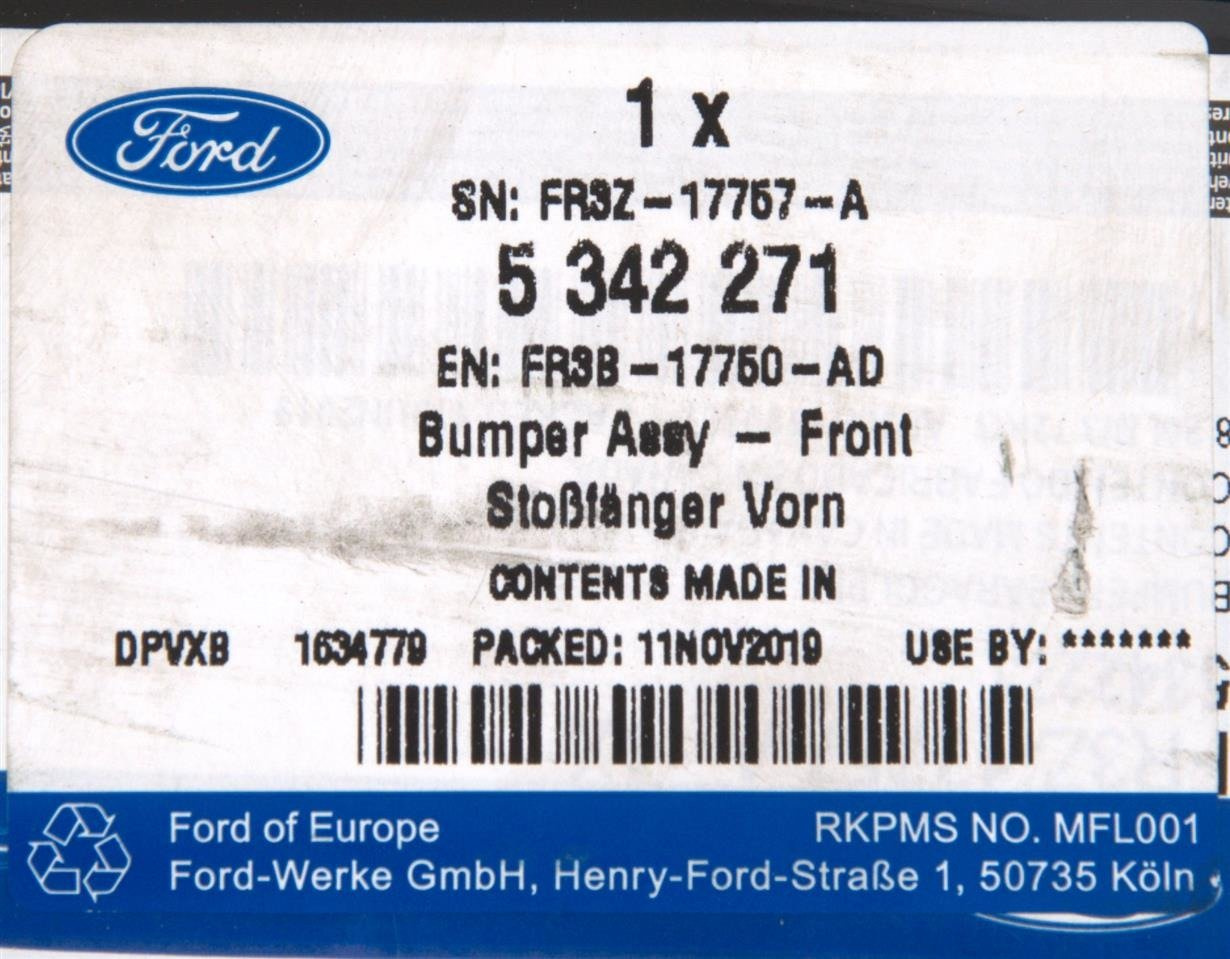 Ford
1 x
SN: FR3Z-17757-A
5 342 271
EN: FR3B-17750-AD
Bumper Assy - Front
Stoßfänger Vorn
CONTENTS MADE IN
DPVXB 1634779 PACKED: 11NOV2019 USE BY: *******
Ford of Europe
RKPMS NO. MFL001
Ford-Werke GmbH, Henry-Ford-Straße 1, 50735 Köln